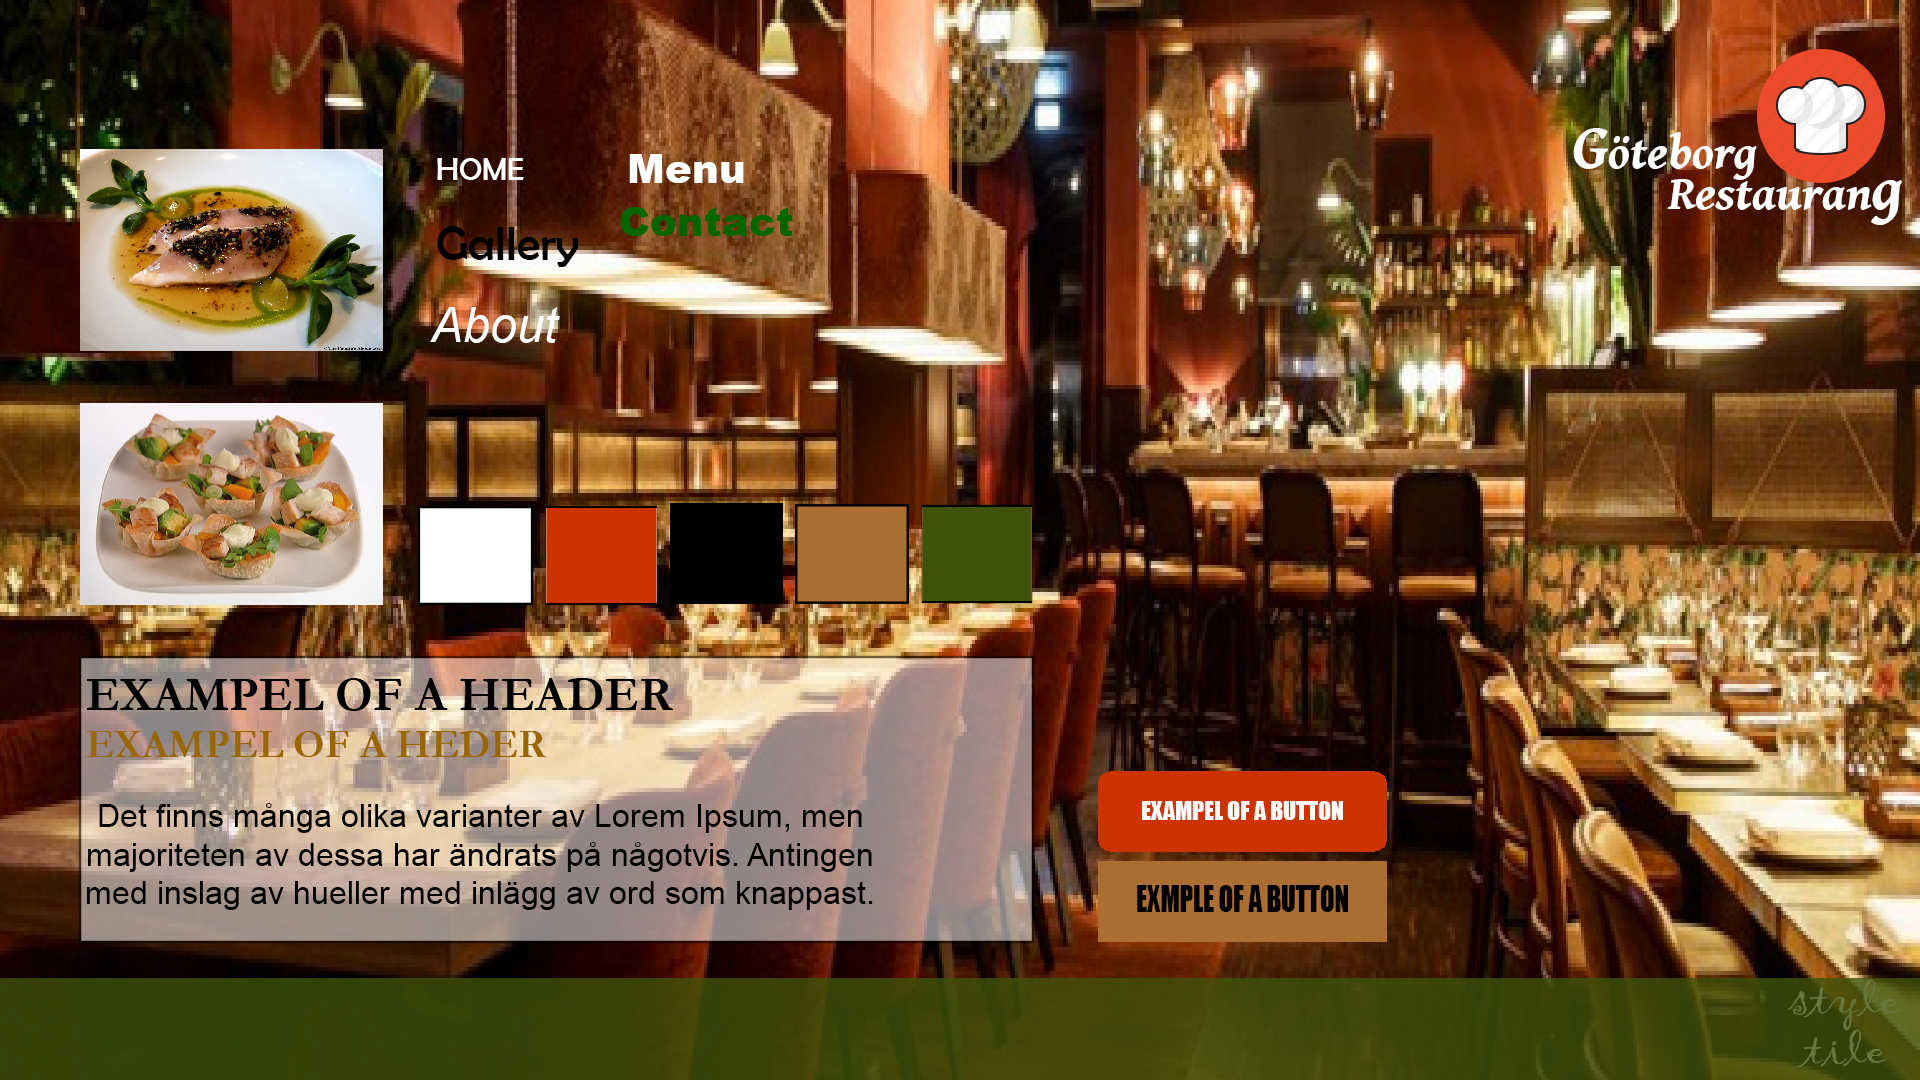 HOME
Menu
Contact
Gallery
About
Göteborg
Restaurang
EXAMPEL OF A HEADER
EXAMPEL OF A HEDER
Det finns många olika varianter av Lorem Ipsum, men
majoriteten av dessa har ändrats på någotvis. Antingen
med inslag av hueller med inlägg av ord som knappast.
EXAMPEL OF A BUTTON
EXMPLE OF A BUTTON
style
tile